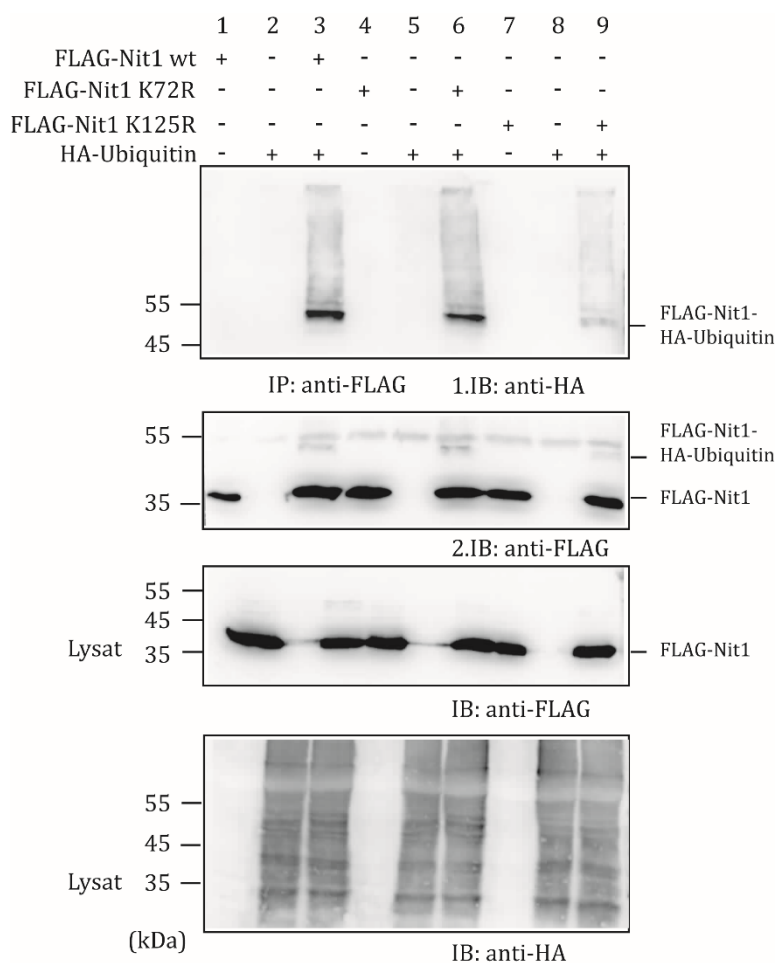 1 2 3 4 5 6 7 8 9
FLAG-Nit1 wt + - + - - - - - -
FLAG-Nit1 K72R - - - + - + - - -
FLAG-Nit1 K125R - - - - - - + - +
HA-Ubiquitin - + + - + + - + +
55
45
FLAG-Nit1-
HA-Ubiquitin
IP: anti-FLAG 1.IB: anti-HA
55
35
FLAG-Nit1-
HA-Ubiquitin
FLAG-Nit1
2.IB: anti-FLAG
55
45
Lysat 35
FLAG-Nit1
IB: anti-FLAG
55
45
Lysat 35
(kDa)
IB: anti-HA